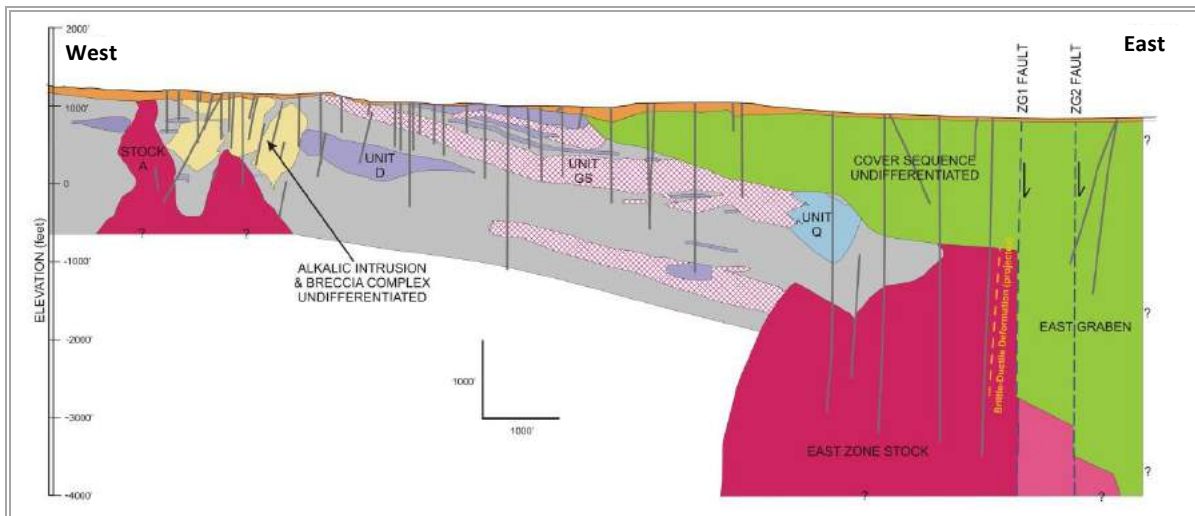 2000'
West
East
ZG1 FAULT
ZG2 FAULT
1000'
STOCK
A
UNIT
D
UNIT
GS
COVER SEQUENCE
UNDIFFERENTIATED
?
0
UNIT
Q
ELEVATION (feet)
?
?
-1000'
ALKALIC INTRUSION
& BRECCIA COMPLEX
UNDIFFERENTIATED
Brittle-Ductile Deformation
EAST GRABEN
?
-2000'
1000'
1000'
-3000'
EAST ZONE STOCK
?
-4000'
?
?